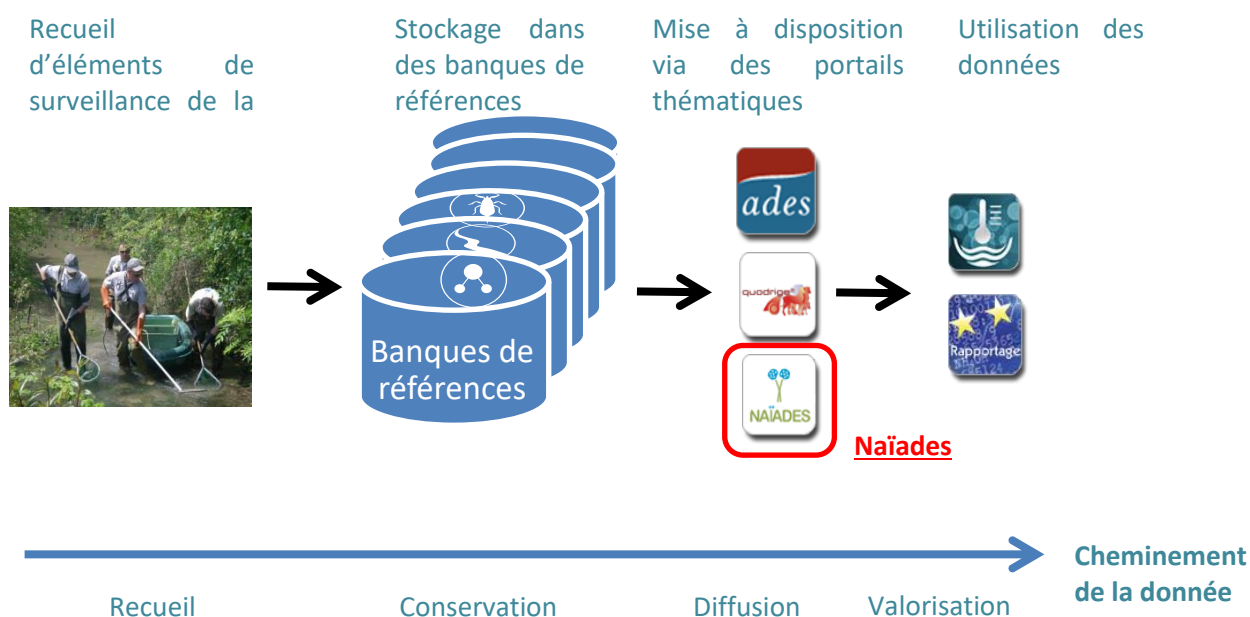 Recueil
d'éléments de
surveillance de la
Stockage dans
des banques de
références
Mise à disposition
via des portails
thématiques
Utilisation des
données
Banques de
références
ades
quadrige
NAÏADES
Naïades
Rapportage
Cheminement
de la donnée
Recueil
Conservation
Diffusion
Valorisation